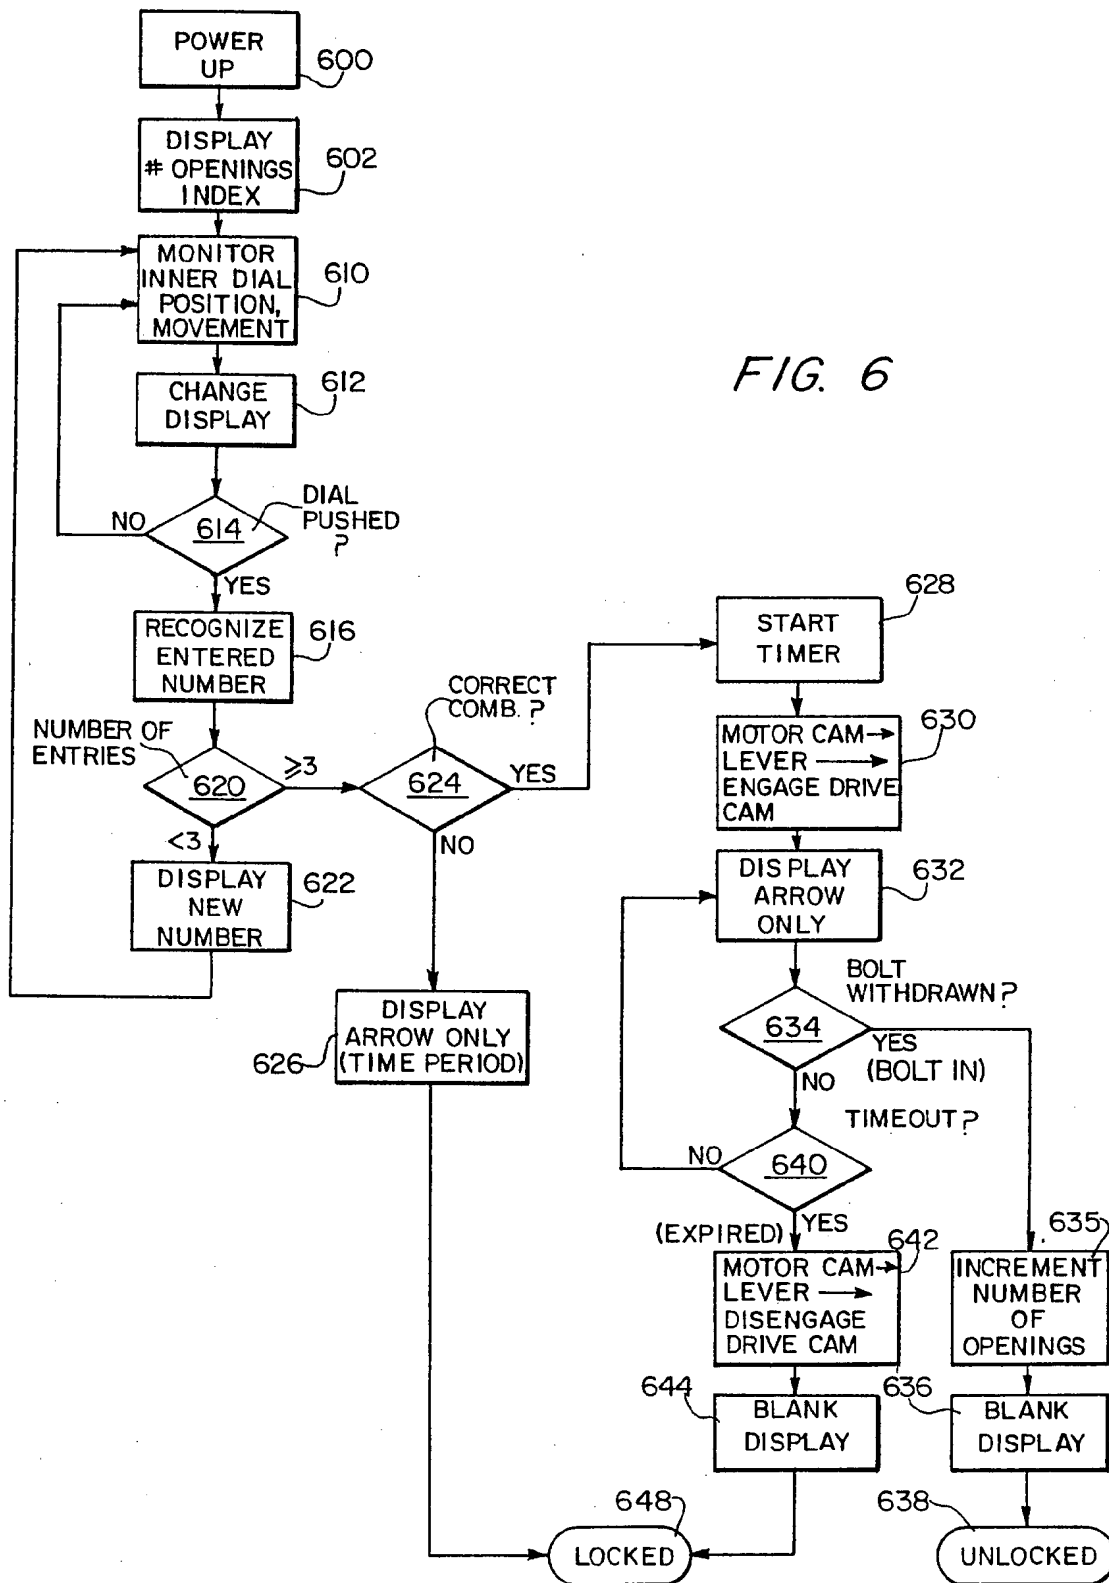 POWER
UP
600
DISPLAY
# OPENINGS
INDEX
602
MONITOR
INNER DIAL
POSITION,
MOVEMENT
610
CHANGE
DISPLAY
612
FIG. 6
614
DIAL
PUSHED
?
NO
YES
RECOGNIZE
ENTERED
NUMBER
616
NUMBER OF
ENTRIES
620
≥3
<3
DISPLAY
NEW
NUMBER
622
CORRECT
COMB. ?
624
YES
NO
DISPLAY
ARROW ONLY
(TIME PERIOD)
626
START
TIMER
628
MOTOR CAM→
LEVER →
ENGAGE DRIVE
CAM
630
DISPLAY
ARROW
ONLY
632
BOLT
WITHDRAWN?
634
YES
(BOLT IN)
NO
TIMEOUT?
640
NO
YES
(EXPIRED)
MOTOR CAM→
LEVER →
DISENGAGE
DRIVE CAM
642
INCREMENT
NUMBER
OF
OPENINGS
635
BLANK
DISPLAY
644
BLANK
DISPLAY
636
LOCKED
648
UNLOCKED
638